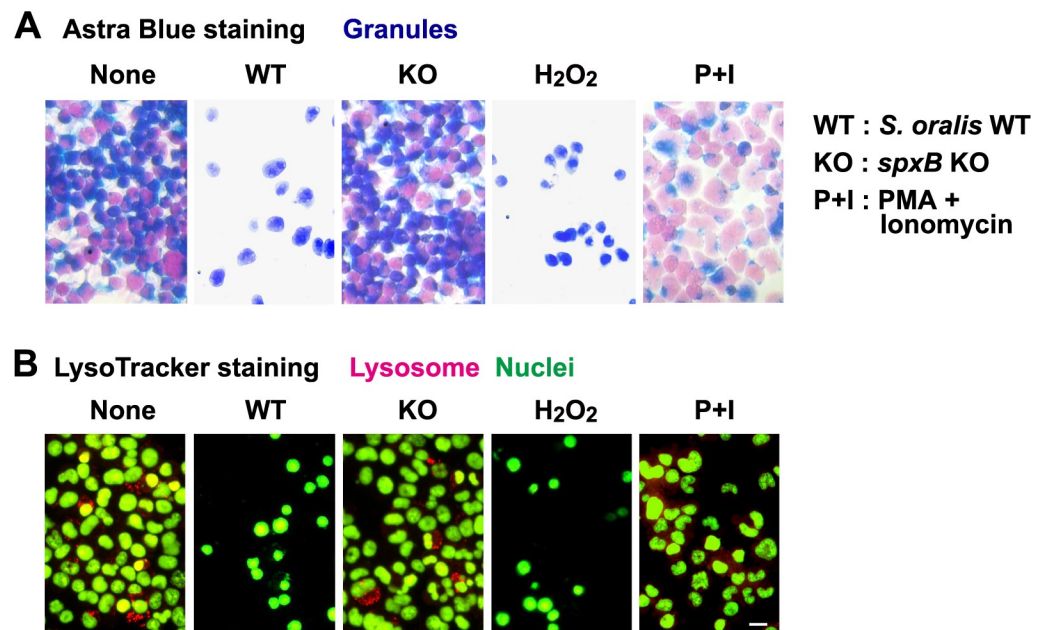 A Astra Blue staining Granules
None WT KO H₂O₂ P+I
WT : S. oralis WT
KO : spxB KO
P+I : PMA +
Ionomycin
B LysoTracker staining Lysosome Nuclei
None WT KO H₂O₂ P+I